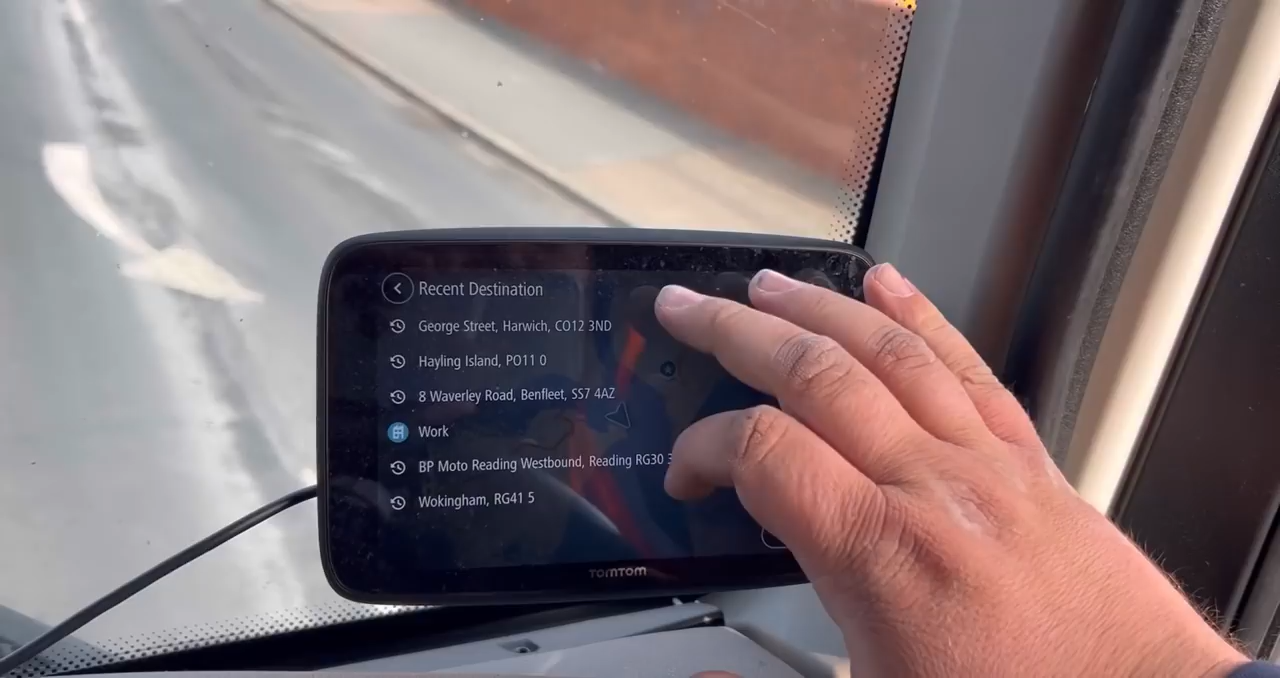 Recent Destination
George Street, Harwich, CO12 3ND
Hayling Island, PO11 0
8 Waverley Road, Benfleet, SS7 4AZ
Work
BP Moto Reading Westbound, Reading RG30
Wokingham, RG41 5
TOMTOM